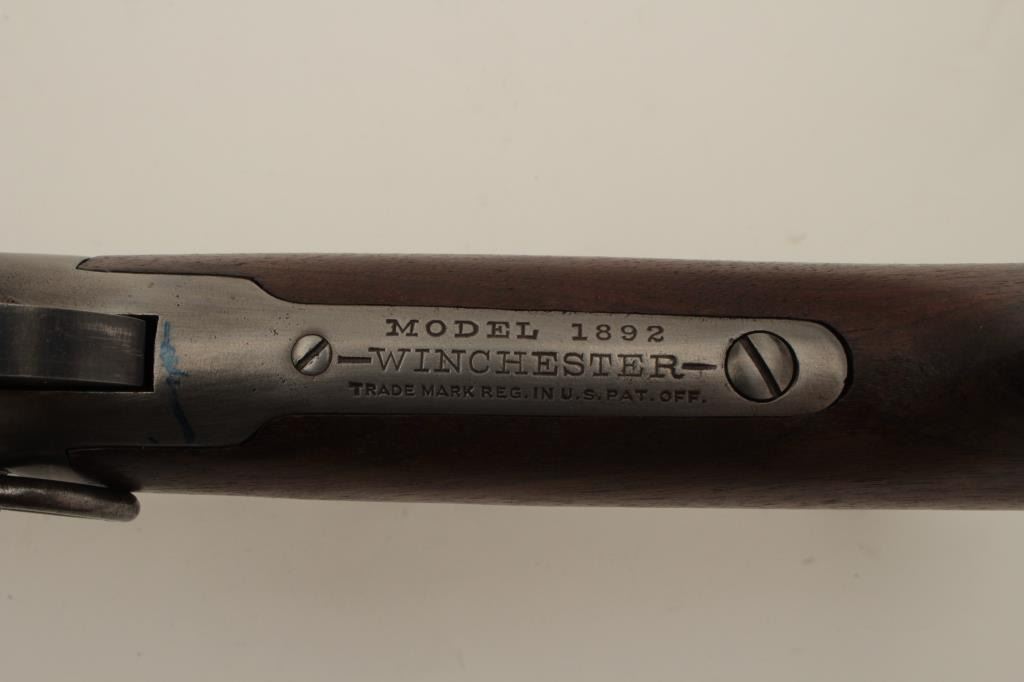 MODEL 1892
—WINCHESTER—
TRADE MARK REG. IN U.S. PAT. OFF.